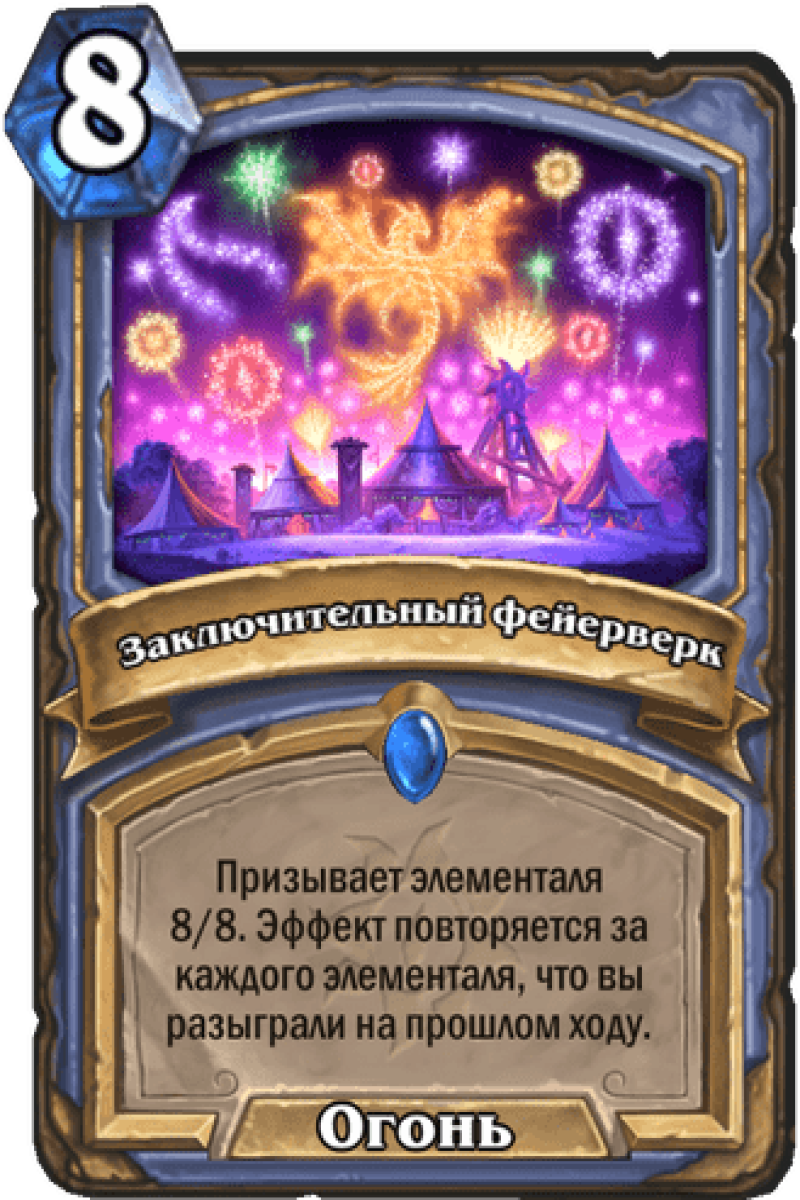 8
Заключительный фейерверк
Призывает элементаля
8/8. Эффект повторяется за
каждого элементаля, что вы
разыграли на прошлом ходу.
Огонь